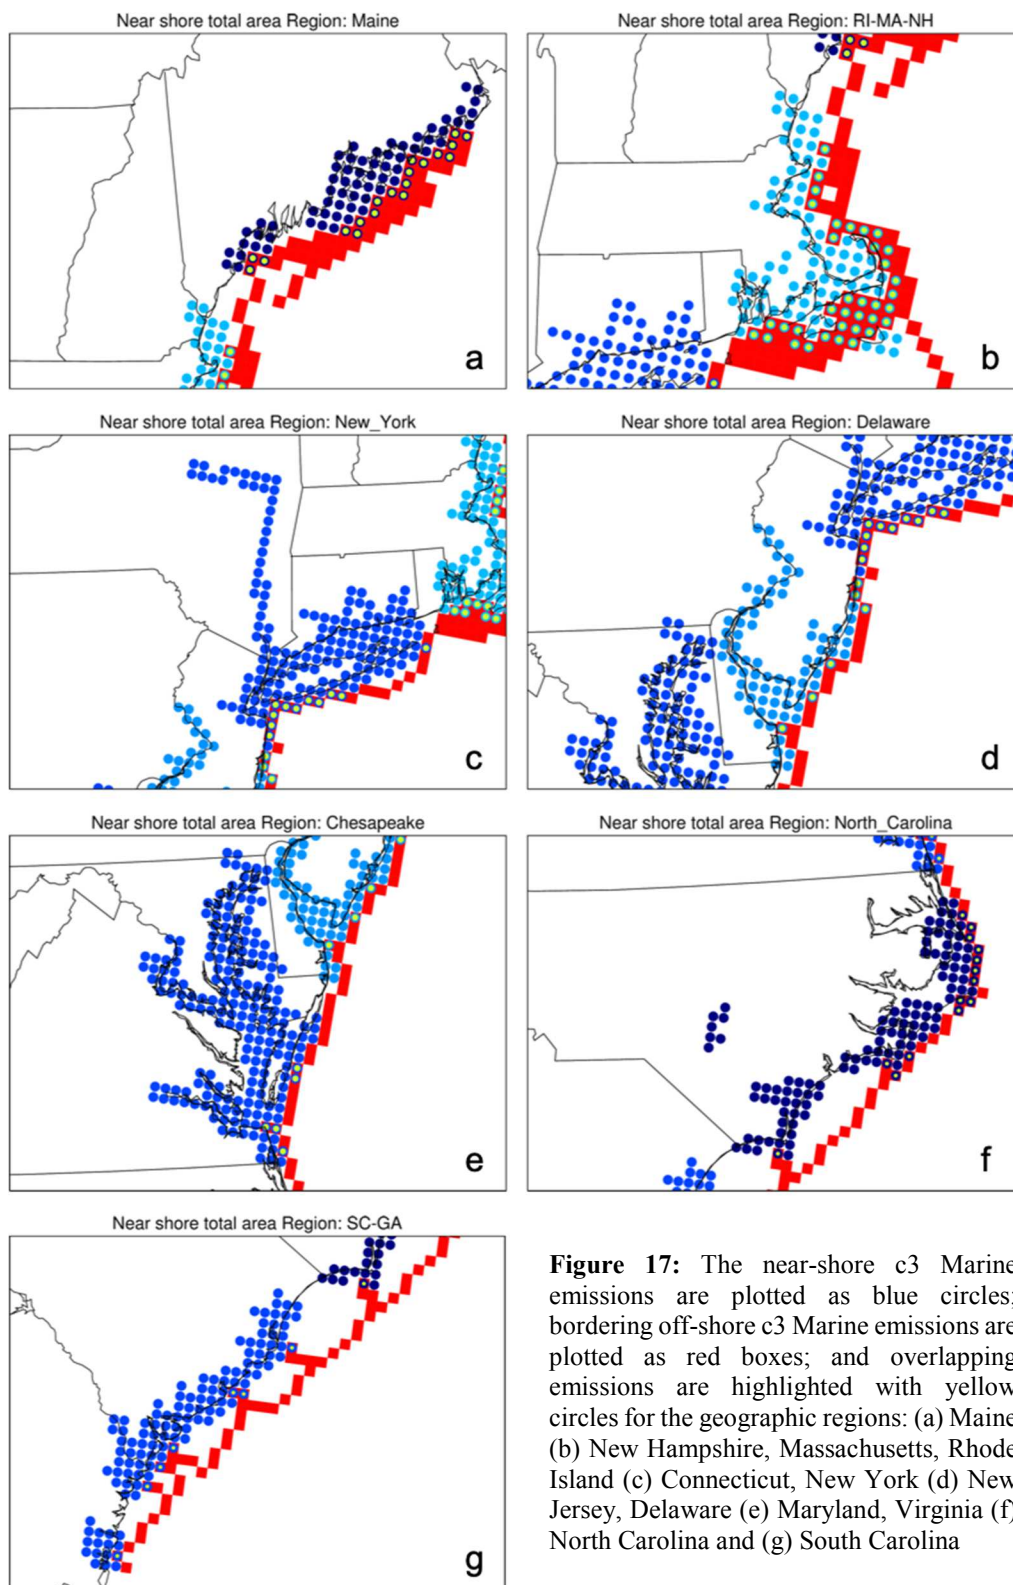 Near shore total area Region: Maine
Near shore total area Region: RI-MA-NH
a
b
Near shore total area Region: New_York
Near shore total area Region: Delaware
c
d
Near shore total area Region: Chesapeake
Near shore total area Region: North_Carolina
e
f
Near shore total area Region: SC-GA
g
Figure 17: The near-shore c3 Marine
emissions are plotted as blue circles;
bordering off-shore c3 Marine emissions are
plotted as red boxes; and overlapping
emissions are highlighted with yellow
circles for the geographic regions: (a) Maine
(b) New Hampshire, Massachusetts, Rhode
Island (c) Connecticut, New York (d) New
Jersey, Delaware (e) Maryland, Virginia (f)
North Carolina and (g) South Carolina